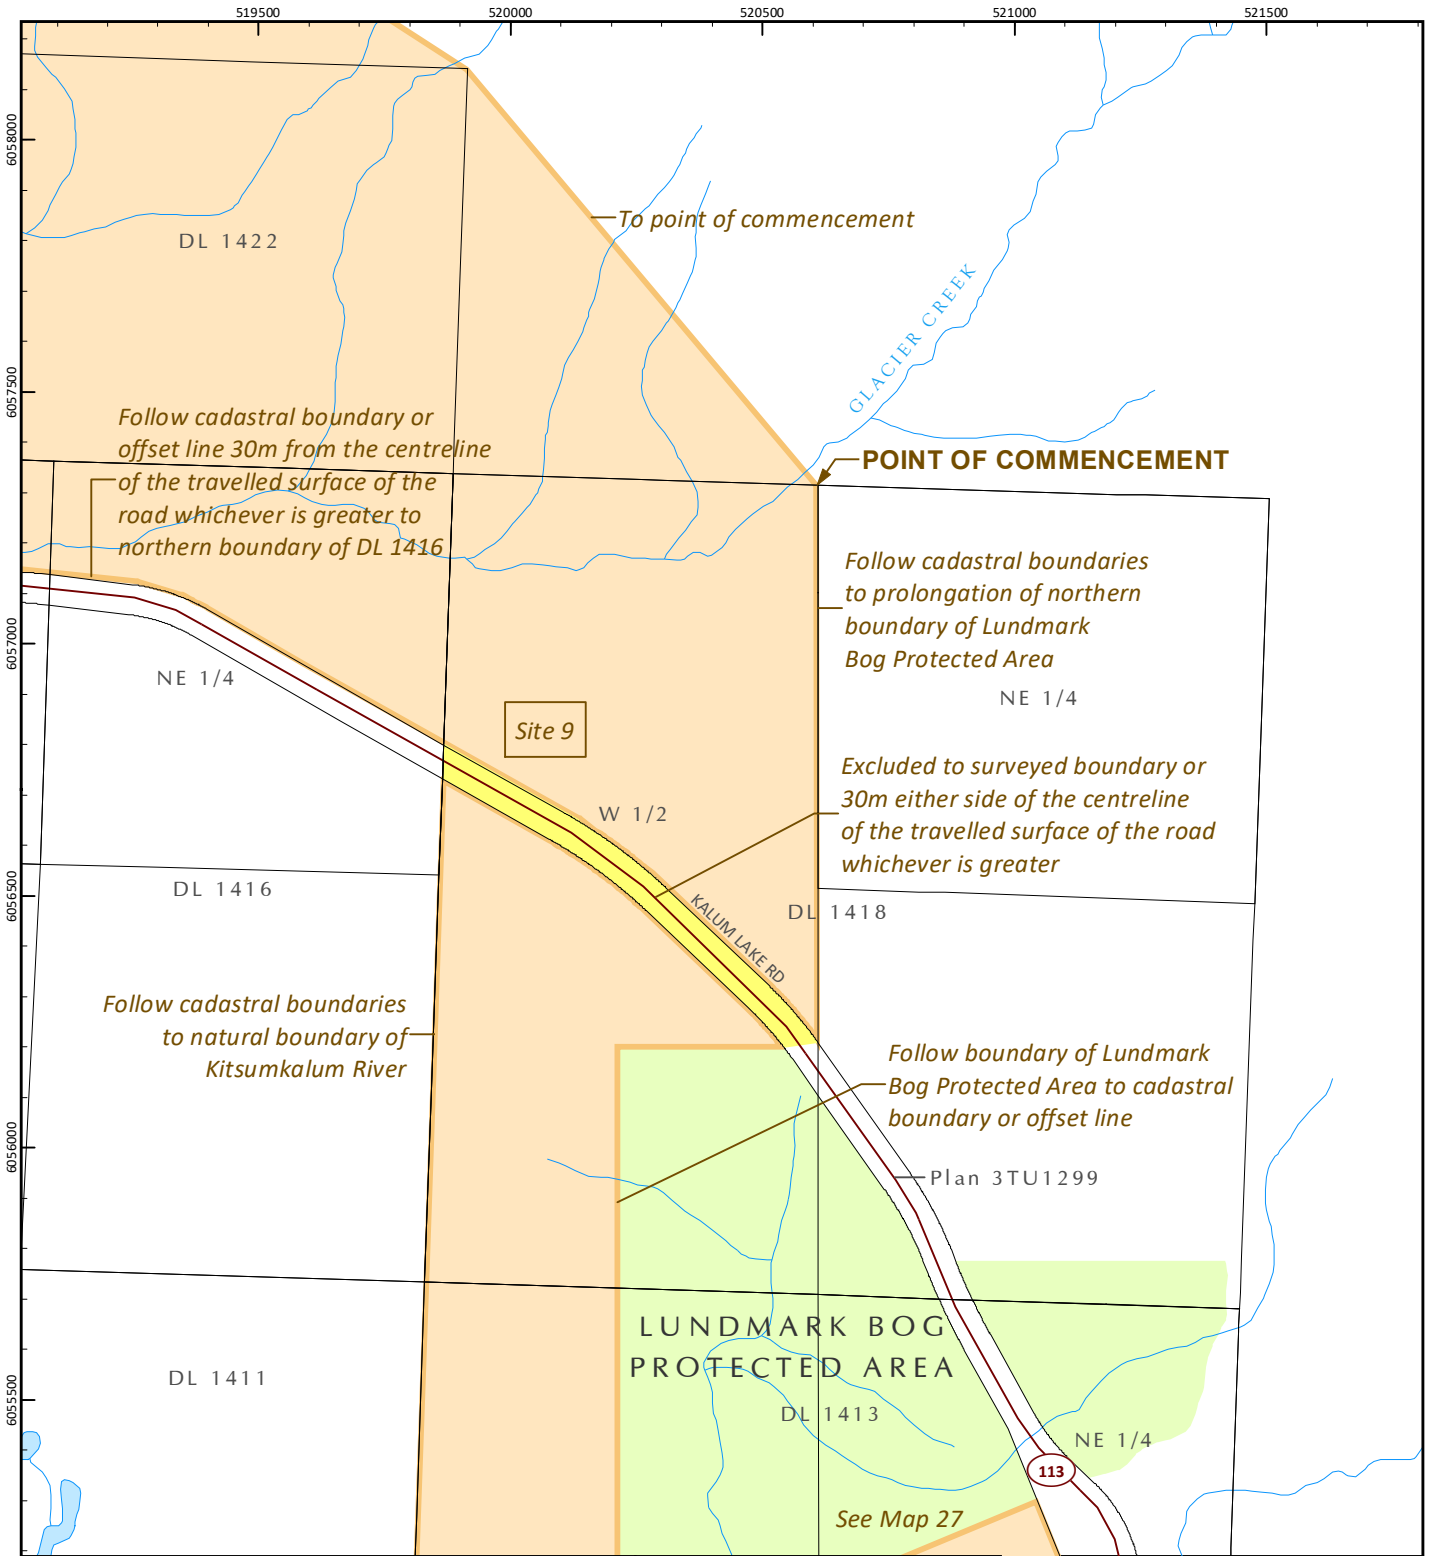 519500
520000
520500
521000
521500
6058000
6057500
6057000
6056500
6056000
6055500
To point of commencement
DL 1422
GLACIER CREEK
Follow cadastral boundary or
offset line 30m from the centreline
of the travelled surface of the
road whichever is greater to
northern boundary of DL 1416
POINT OF COMMENCEMENT
Follow cadastral boundaries
to prolongation of northern
boundary of Lundmark
Bog Protected Area
NE 1/4
NE 1/4
Site 9
Excluded to surveyed boundary or
30m either side of the centreline
of the travelled surface of the road
whichever is greater
W 1/2
DL 1416
KALUM LAKE RD
DL 1418
Follow cadastral boundaries
to natural boundary of
Kitsumkalum River
Follow boundary of Lundmark
Bog Protected Area to cadastral
boundary or offset line
Plan 3TU1299
LUNDMARK BOG
PROTECTED AREA
DL 1411
DL 1413
NE 1/4
113
See Map 27